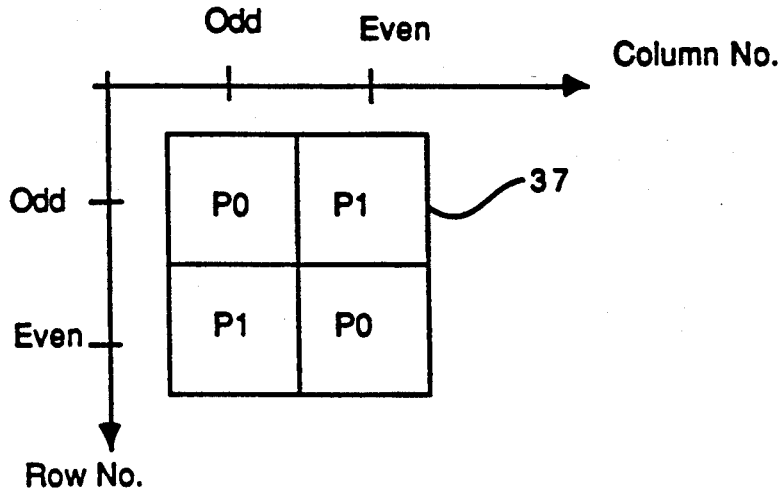 Odd Even
Column No.
Odd P0 P1 37
Even P1 P0
Row No.